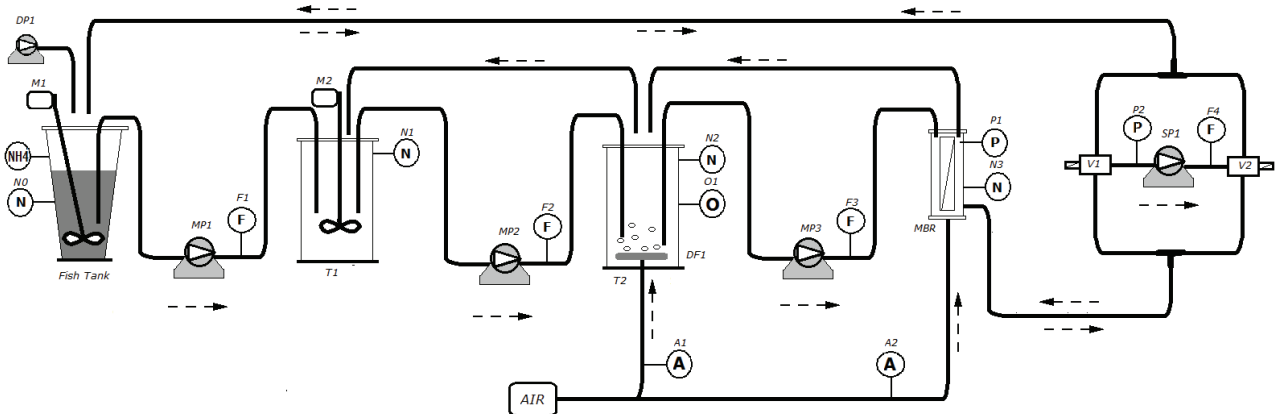 DP1
M1
NH4
N0
N
Fish Tank
MP1
F1
F
M2
N1
N
T1
MP2
F2
F
N2
N
O1
O
DF1
T2
MP3
F3
F
P1
P
N3
N
MBR
P2
P
SP1
F4
F
V1
V2
A1
A
A2
A
AIR